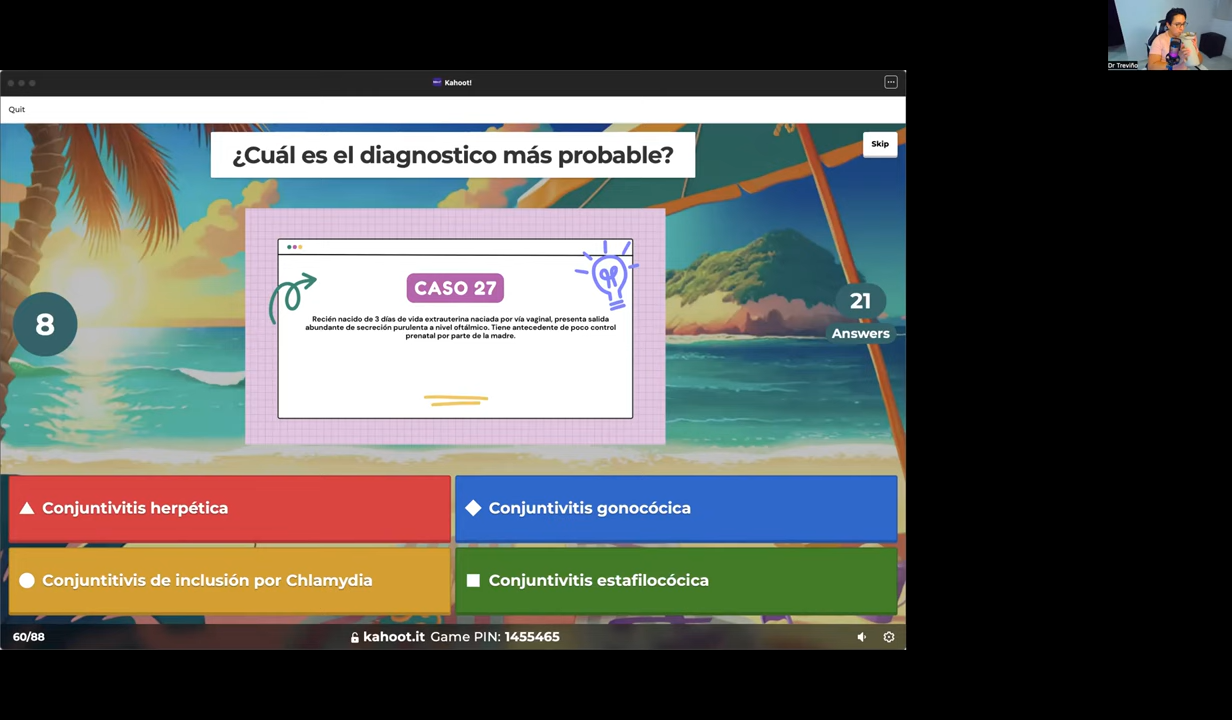 Dr Treviño
Kahoot!
Quit
¿Cuál es el diagnostico más probable?
Skip
CASO 27
Recién nacido de 3 días de vida extrauterina naciada por vía vaginal, presenta salida
abundante de secreción purulenta a nivel oftálmico. Tiene antecedente de poco control
prenatal por parte de la madre.
8
21
Answers
Conjuntivitis herpética
Conjuntivitis gonocócica
Conjuntitivis de inclusión por Chlamydia
Conjuntivitis estafilocócica
60/88
kahoot.it Game PIN: 1455465